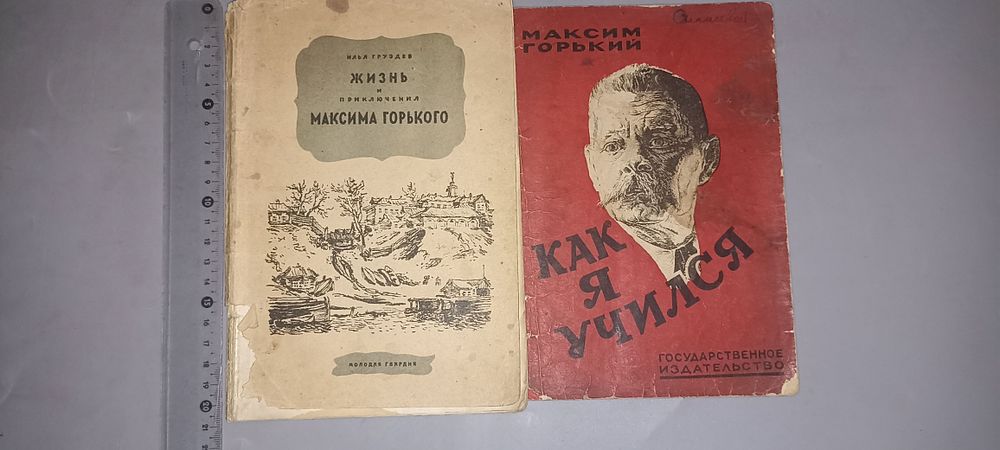 ИЛЬЯ ГРУЗДЕВ
ЖИЗНЬ
И
ПРИКЛЮЧЕНИЯ
МАКСИМА ГОРЬКОГО
МОЛОДАЯ ГВАРДИЯ
МАКСИМ
ГОРЬКИЙ
КАК
Я
УЧИЛСЯ
ГОСУДАРСТВЕННОЕ
ИЗДАТЕЛЬСТВО